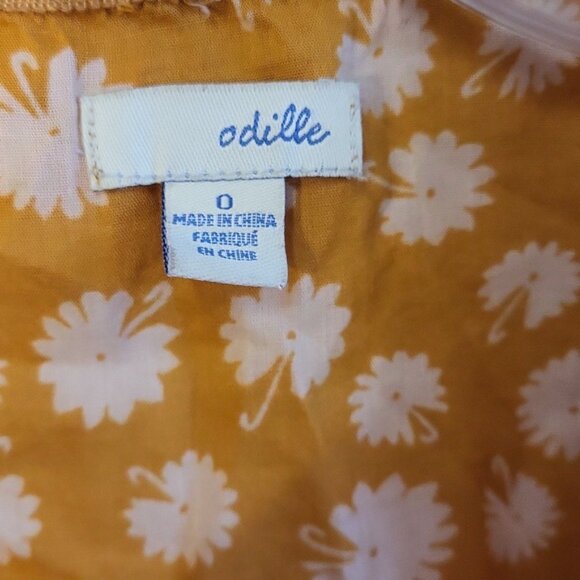 odille
0
MADE IN CHINA
FABRIQUÉ
EN CHINE